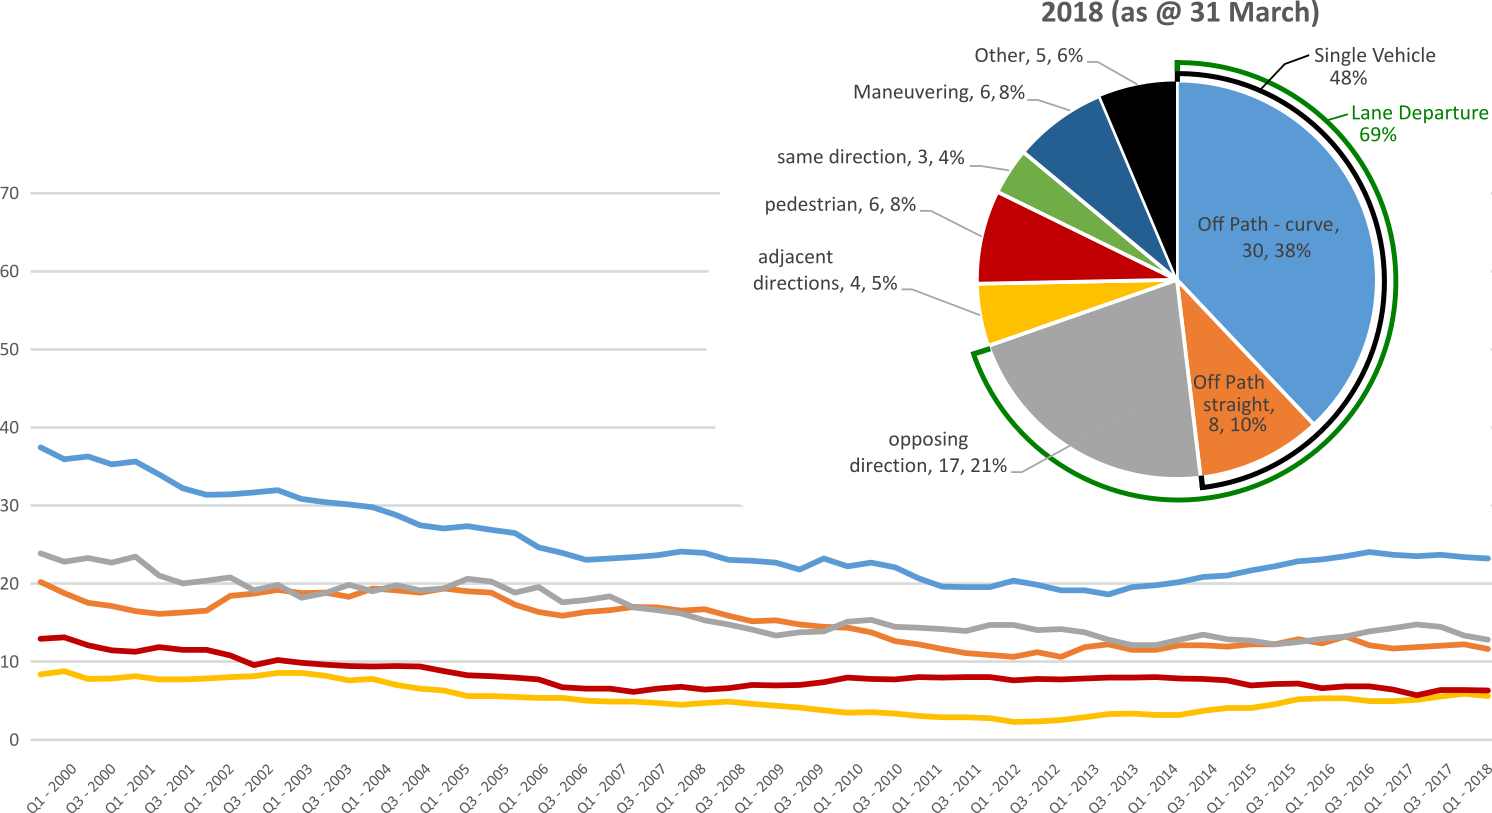 2018 (as @ 31 March)
Other, 5, 6%
Single Vehicle
48%
Maneuvering, 6, 8%
Lane Departure
69%
same direction, 3, 4%
pedestrian, 6, 8%
Off Path - curve,
30, 38%
adjacent
directions, 4, 5%
Off Path
straight,
8, 10%
opposing
direction, 17, 21%
70
60
50
40
30
20
10
0
Q1 - 2000
Q3 - 2000
Q1 - 2001
Q3 - 2001
Q1 - 2002
Q3 - 2002
Q1 - 2003
Q3 - 2003
Q1 - 2004
Q3 - 2004
Q1 - 2005
Q3 - 2005
Q1 - 2006
Q3 - 2006
Q1 - 2007
Q3 - 2007
Q1 - 2008
Q3 - 2008
Q1 - 2009
Q3 - 2009
Q1 - 2010
Q3 - 2010
Q1 - 2011
Q3 - 2011
Q1 - 2012
Q3 - 2012
Q1 - 2013
Q3 - 2013
Q1 - 2014
Q3 - 2014
Q1 - 2015
Q3 - 2015
Q1 - 2016
Q3 - 2016
Q1 - 2017
Q3 - 2017
Q1 - 2018